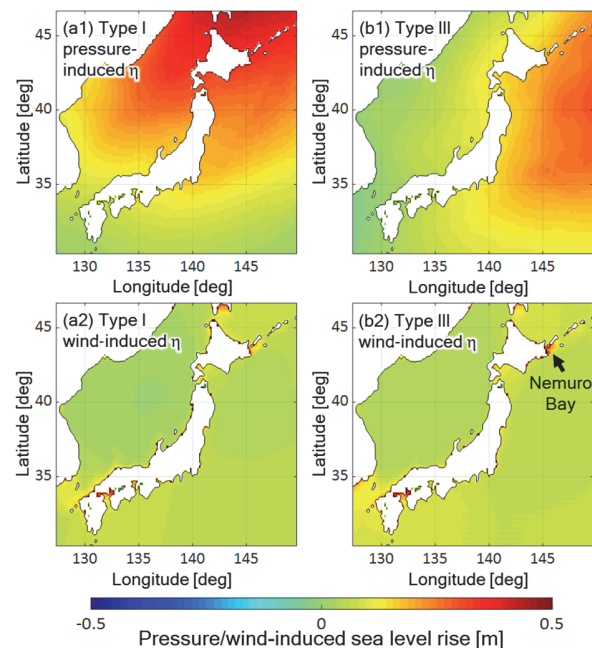 (a1) Type I
pressure-
induced η
45
40
35
Latitude [deg]
130 135 140 145
Longitude [deg]
(b1) Type III
pressure-
induced η
45
40
35
Latitude [deg]
130 135 140 145
Longitude [deg]
(a2) Type I
wind-induced η
45
40
35
Latitude [deg]
130 135 140 145
Longitude [deg]
(b2) Type III
wind-induced η
Nemuro
Bay
45
40
35
Latitude [deg]
130 135 140 145
Longitude [deg]
-0.5 0 0.5
Pressure/wind-induced sea level rise [m]